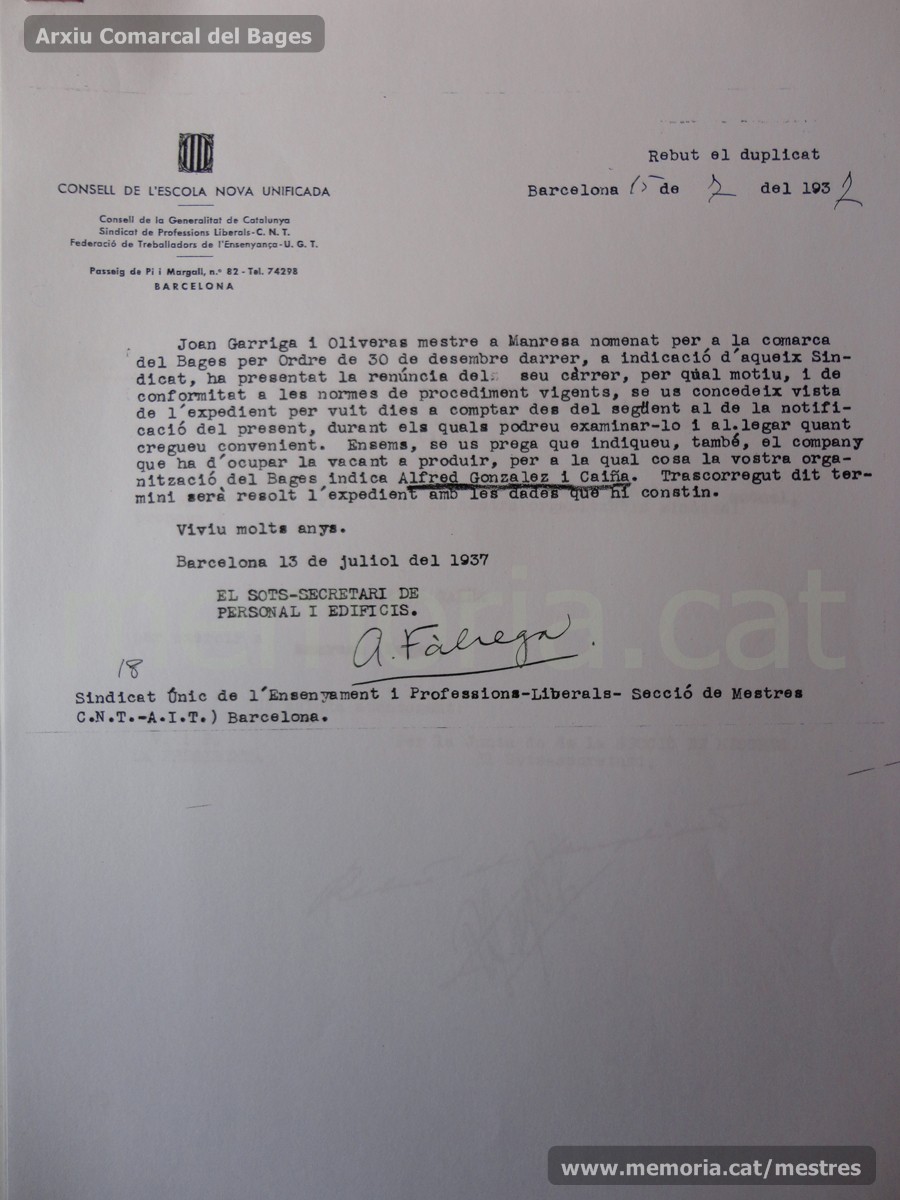 Arxiu Comarcal del Bages
Rebut el duplicat
Barcelona 15 de 7 del 1937
CONSELL DE L'ESCOLA NOVA UNIFICADA
Consell de la Generalitat de Catalunya
Sindicat de Professions Liberals-C. N. T.
Federació de Treballadors de l'Ensenyança-U. G. T.
Passeig de Pi i Margall, n.º 82 - Tel. 74298
BARCELONA
Joan Garriga i Oliveras mestre a Manresa nomenat per a la comarca
del Bages per Ordre de 30 de desembre darrer, a indicació d'aqueix Sin-
dicat, ha presentat la renúncia del seu càrrer, per qùal motiu, i de
conformitat a les normes de procediment vigents, se us concedeix vista
de l'expedient per vuit dies a comptar des del següent al de la notifi-
cació del present, durant els quals podreu examinar-lo i al.legar quant
cregueu convenient. Ensems, se us prega que indiqueu, també, el company
que ha d'ocupar la vacant a produir, per a la qual cosa la vostra orga-
nització del Bages indica Alfred Gonzalez i Caiña. Trascorregut dit ter-
mini serà resolt l'expedient amb les dades que hi constin.
Viviu molts anys.
Barcelona 13 de juliol del 1937
EL SOTS-SECRETARI DE
PERSONAL I EDIFICIS.
A. Fàbrega.
18
Sindicat Únic de l'Ensenyament i Professions-Liberals- Secció de Mestres
C.N.T.-A.I.T.) Barcelona.
memoria.cat
www.memoria.cat/mestres